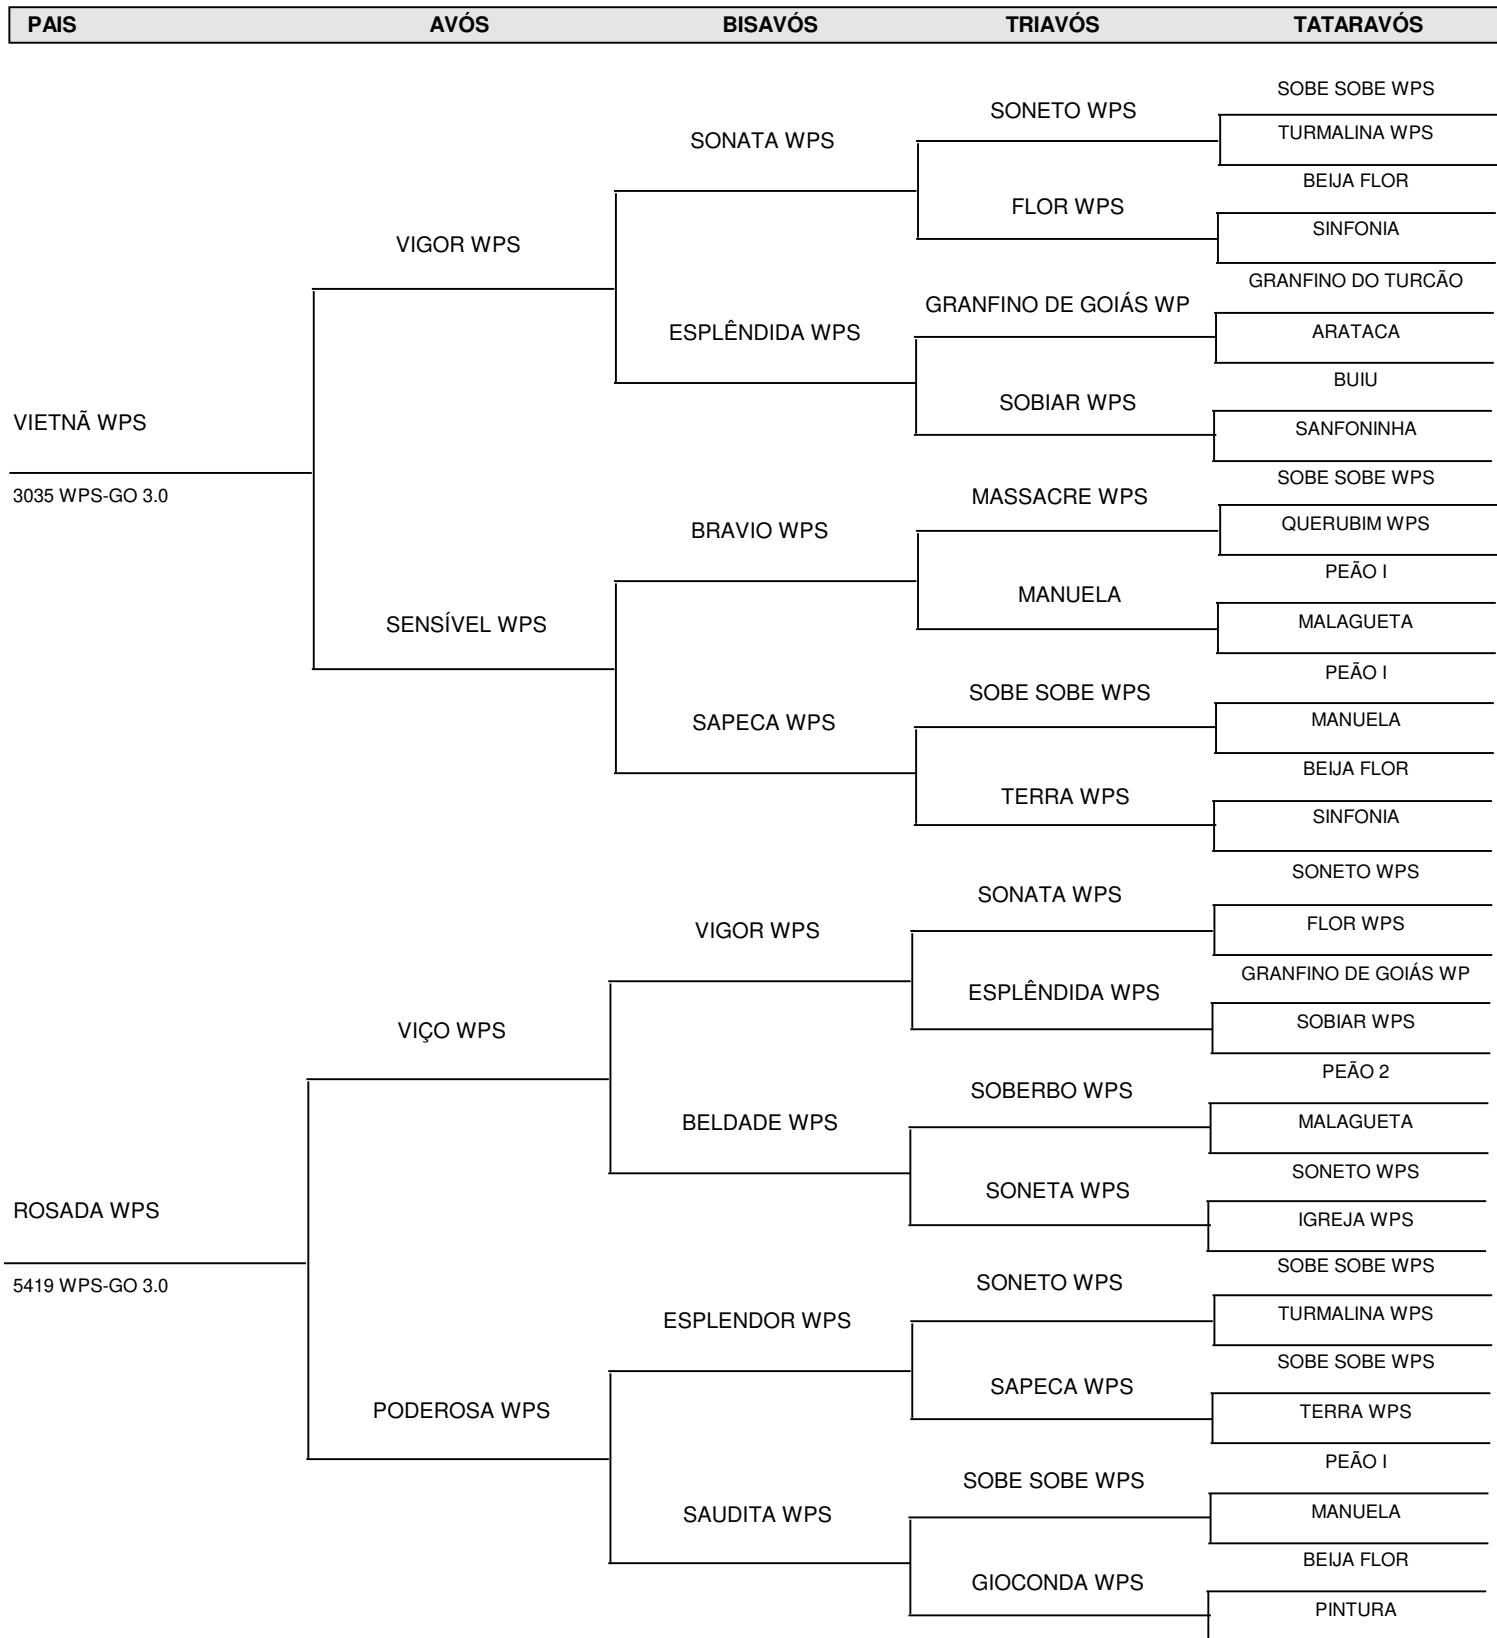 PAIS AVÓS BISAVÓS TRIAVÓS TATARAVÓS
SOBE SOBE WPS
SONETO WPS
TURMALINA WPS
SONATA WPS
BEIJA FLOR
FLOR WPS
SINFONIA
VIGOR WPS
GRANFINO DO TURCÃO
GRANFINO DE GOIÁS WP
ARATACA
ESPLÊNDIDA WPS
BUIU
SOBIAR WPS
VIETNÃ WPS
SANFONINHA
SOBE SOBE WPS
3035 WPS-GO 3.0
MASSACRE WPS
QUERUBIM WPS
BRAVIO WPS
PEÃO I
MANUELA
MALAGUETA
SENSÍVEL WPS
PEÃO I
SOBE SOBE WPS
MANUELA
SAPECA WPS
BEIJA FLOR
TERRA WPS
SINFONIA
SONETO WPS
SONATA WPS
FLOR WPS
VIGOR WPS
GRANFINO DE GOIÁS WP
ESPLÊNDIDA WPS
SOBIAR WPS
VIÇO WPS
PEÃO 2
SOBERBO WPS
MALAGUETA
BELDADE WPS
SONETO WPS
SONETA WPS
ROSADA WPS
IGREJA WPS
SOBE SOBE WPS
5419 WPS-GO 3.0
SONETO WPS
TURMALINA WPS
ESPLENDOR WPS
SOBE SOBE WPS
SAPECA WPS
PODEROSA WPS
TERRA WPS
PEÃO I
SOBE SOBE WPS
MANUELA
SAUDITA WPS
BEIJA FLOR
GIOCONDA WPS
PINTURA